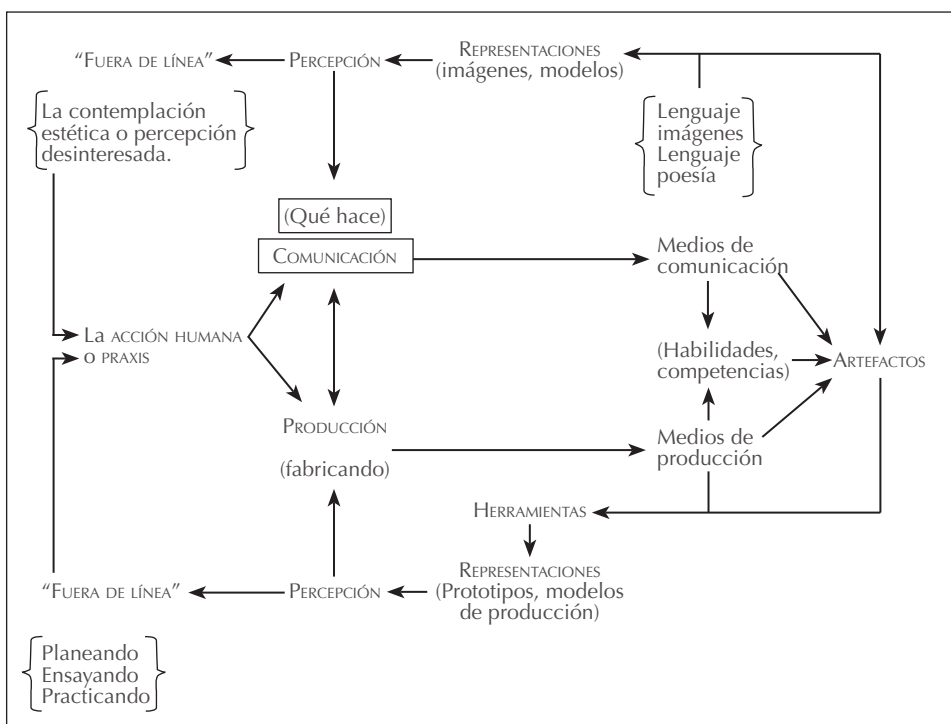 “Fuera de línea”
Percepción
Representaciones
(imágenes, modelos)
La contemplación
estética o percepción
desinteresada.
Lenguaje
imágenes
Lenguaje
poesía
(Qué hace)
Comunicación
Medios de
comunicación
La acción humana
o praxis
(Habilidades,
competencias)
Artefactos
Producción
(fabricando)
Medios de
producción
Herramientas
Representaciones
(Prototipos, modelos
de producción)
Percepción
“Fuera de línea”
Planeando
Ensayando
Practicando